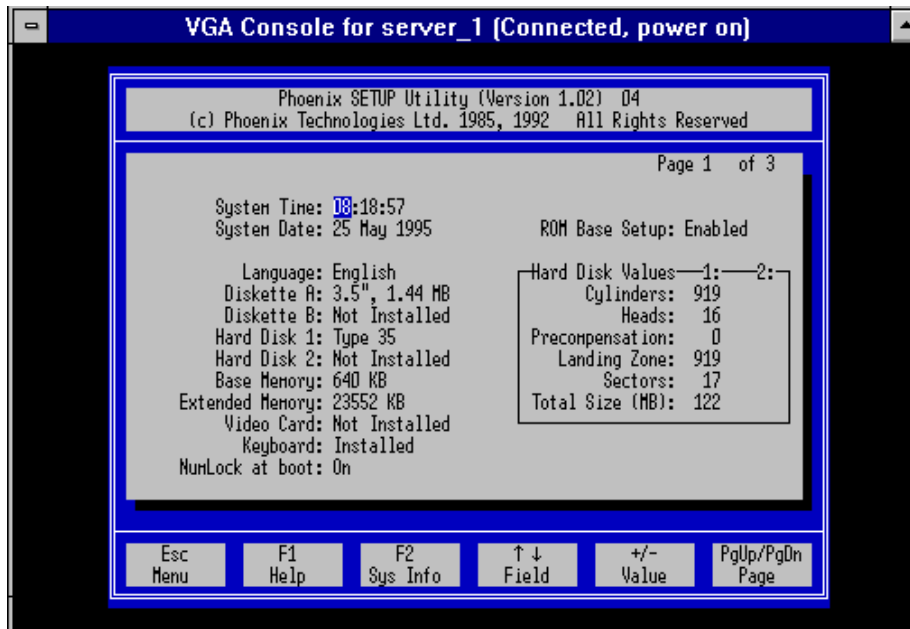 VGA Console for server_1 (Connected, power on)
Phoenix SETUP Utility (Version 1.02) 04
(c) Phoenix Technologies Ltd. 1985, 1992 All Rights Reserved
Page 1 of 3
System Time: 08:18:57
System Date: 25 May 1995
ROM Base Setup: Enabled
Language: English
Diskette A: 3.5", 1.44 MB
Diskette B: Not Installed
Hard Disk 1: Type 35
Hard Disk 2: Not Installed
Base Memory: 640 KB
Extended Memory: 23552 KB
Video Card: Not Installed
Keyboard: Installed
NumLock at boot: On
Hard Disk Values 1: 2:
Cylinders: 919
Heads: 16
Precompensation: 0
Landing Zone: 919
Sectors: 17
Total Size (MB): 122
Esc
Menu
F1
Help
F2
Sys Info
↑ ↓
Field
+/-
Value
PgUp/PgDn
Page